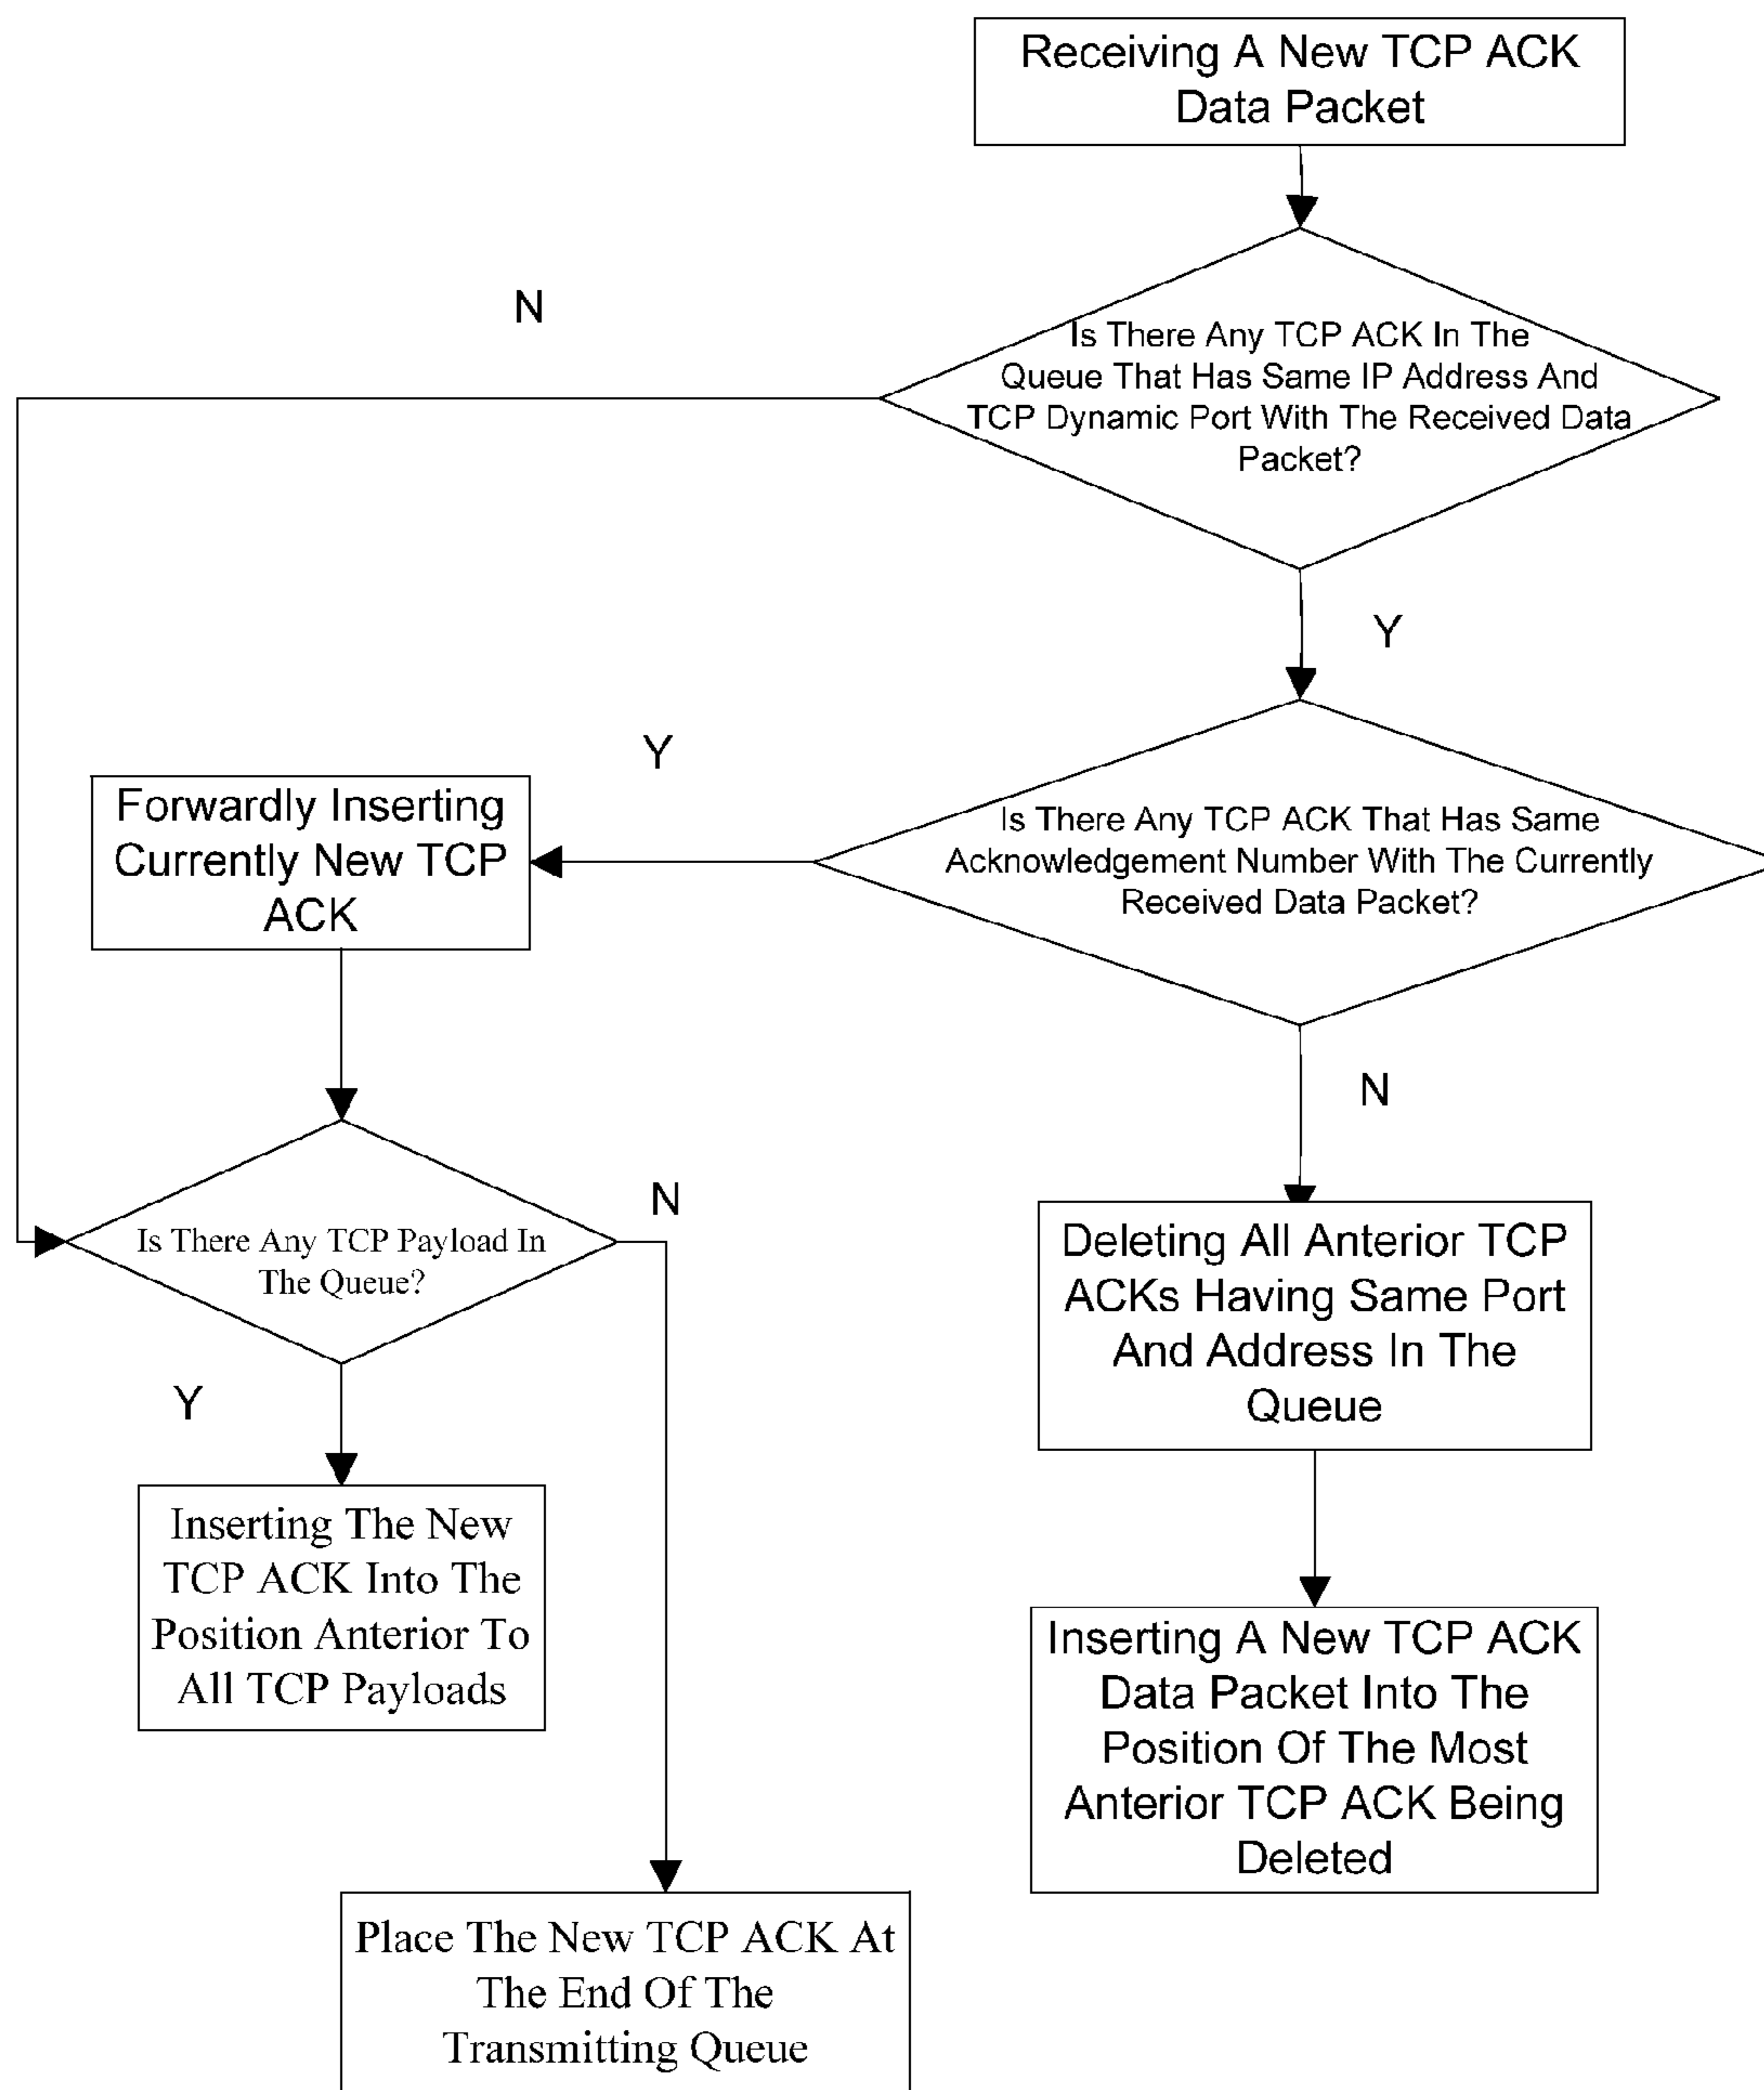 Receiving A New TCP ACK
Data Packet
N
Is There Any TCP ACK In The
Queue That Has Same IP Address And
TCP Dynamic Port With The Received Data
Packet?
Y
Y
Forwardly Inserting
Currently New TCP
ACK
Is There Any TCP ACK That Has Same
Acknowledgement Number With The Currently
Received Data Packet?
N
Is There Any TCP Payload In
The Queue?
N
Y
Deleting All Anterior TCP
ACKs Having Same Port
And Address In The
Queue
Inserting The New
TCP ACK Into The
Position Anterior To
All TCP Payloads
Inserting A New TCP ACK
Data Packet Into The
Position Of The Most
Anterior TCP ACK Being
Deleted
Place The New TCP ACK At
The End Of The
Transmitting Queue